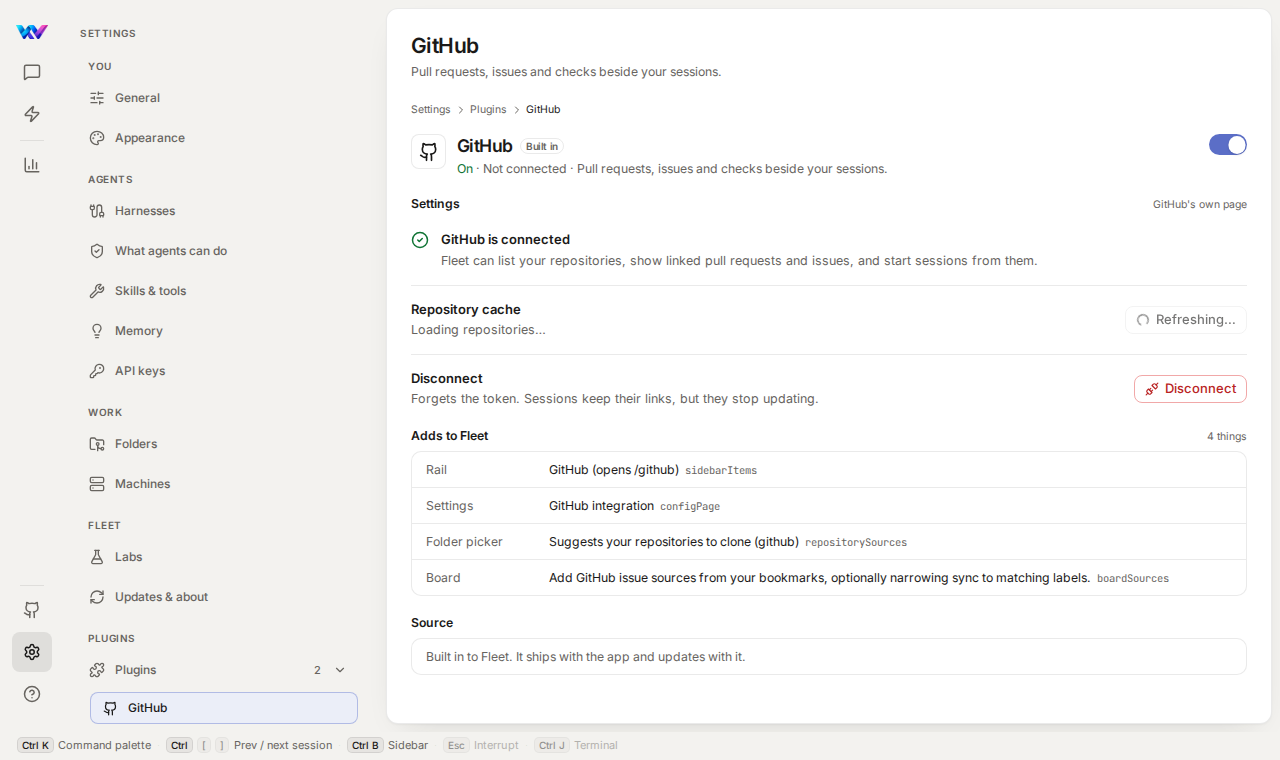 SETTINGS
YOU
General
Appearance
AGENTS
Harnesses
What agents can do
Skills & tools
Memory
API keys
WORK
Folders
Machines
FLEET
Labs
Updates & about
PLUGINS
Plugins 2
GitHub
GitHub
Pull requests, issues and checks beside your sessions.
Settings > Plugins > GitHub
GitHub Built in
On · Not connected · Pull requests, issues and checks beside your sessions.
Settings GitHub's own page
GitHub is connected
Fleet can list your repositories, show linked pull requests and issues, and start sessions from them.
Repository cache
Loading repositories...
Refreshing...
Disconnect
Forgets the token. Sessions keep their links, but they stop updating.
Disconnect
Adds to Fleet 4 things
Rail GitHub (opens /github) sidebarItems
Settings GitHub integration configPage
Folder picker Suggests your repositories to clone (github) repositorySources
Board Add GitHub issue sources from your bookmarks, optionally narrowing sync to matching labels. boardSources
Source
Built in to Fleet. It ships with the app and updates with it.
Ctrl K Command palette Ctrl [ ] Prev / next session Ctrl B Sidebar Esc Interrupt Ctrl J Terminal